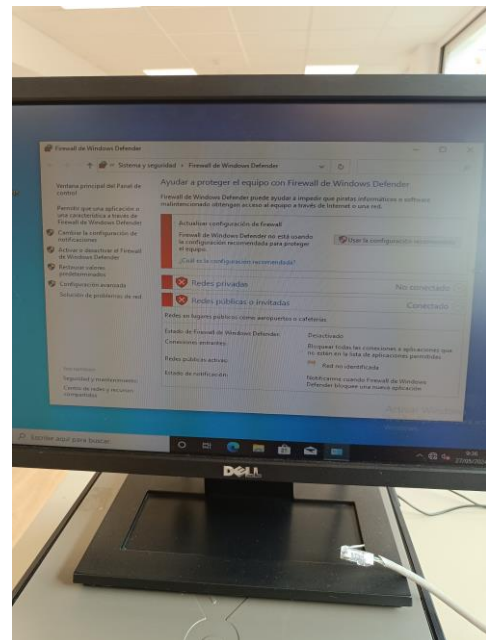 Firewall de Windows Defender
Sistema y seguridad > Firewall de Windows Defender
Ventana principal del Panel de
control
Permitir que una aplicación o
una característica a través de
Firewall de Windows Defender
Cambiar la configuración de
notificaciones
Activar o desactivar el Firewall
de Windows Defender
Restaurar valores
predeterminados
Configuración avanzada
Solución de problemas de red
Seguridad y mantenimiento
Centro de redes y recursos
compartidos
Ayudar a proteger el equipo con Firewall de Windows Defender
Firewall de Windows Defender puede ayudar a impedir que piratas informáticos o software
malintencionado obtengan acceso al equipo a través de Internet o una red.
Actualizar configuración de Firewall
Firewall de Windows Defender no está usando
la configuración recomendada para proteger
el equipo.
Usar la configuración recomendada
¿Cuál es la configuración recomendada?
Redes privadas No conectado
Redes públicas o invitadas Conectado
Redes en lugares públicos como aeropuertos o cafeterías
Estado de Firewall de Windows Defender: Desactivado
Conexiones entrantes: Bloquear todas las conexiones a aplicaciones que
no estén en la lista de aplicaciones permitidas
Redes públicas activas: Red no identificada
Estado de notificación: Notificarme cuando Firewall de Windows
Defender bloquee una nueva aplicación
Activar Windows
Escribe aquí para buscar
DELL